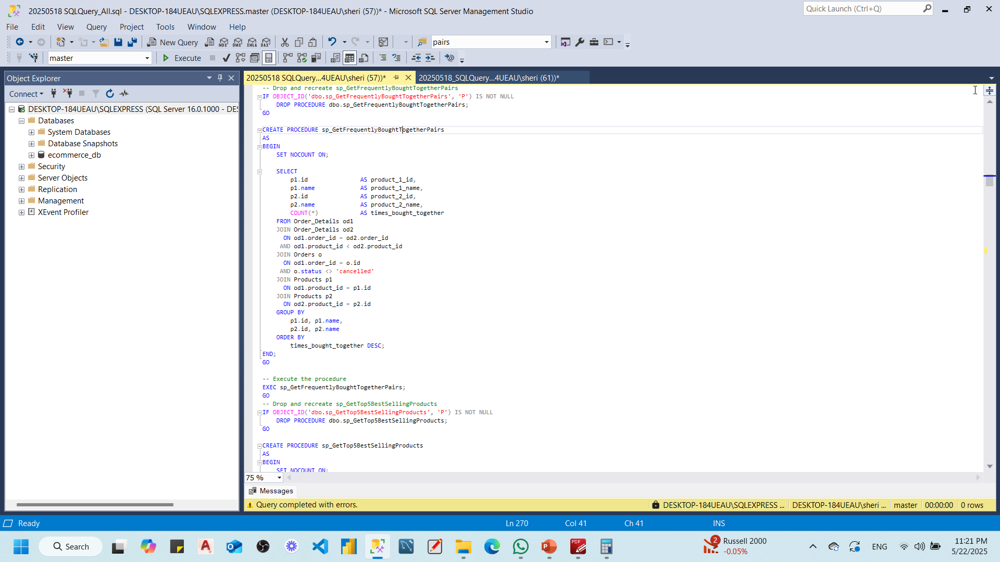 20250518 SQLQuery_All.sql - DESKTOP-184UEAU\SQLEXPRESS.master (DESKTOP-184UEAU\sheri (57))* - Microsoft SQL Server Management Studio
Quick Launch (Ctrl+Q)
File Edit View Query Project Tools Window Help
New Query
MDX DMX XMLA DAX
pairs
master
Execute
Object Explorer
20250518 SQLQuery...4UEAU\sheri (57))*
20250518_SQLQuery...4UEAU\sheri (61))*
Connect
DESKTOP-184UEAU\SQLEXPRESS (SQL Server 16.0.1000 - DES
Databases
System Databases
Database Snapshots
ecommerce_db
Security
Server Objects
Replication
Management
XEvent Profiler
-- Drop and recreate sp_GetFrequentlyBoughtTogetherPairs
IF OBJECT_ID('dbo.sp_GetFrequentlyBoughtTogetherPairs', 'P') IS NOT NULL
DROP PROCEDURE dbo.sp_GetFrequentlyBoughtTogetherPairs;
GO
CREATE PROCEDURE sp_GetFrequentlyBoughtTogetherPairs
AS
BEGIN
SET NOCOUNT ON;
SELECT
p1.id AS product_1_id,
p1.name AS product_1_name,
p2.id AS product_2_id,
p2.name AS product_2_name,
COUNT(*) AS times_bought_together
FROM Order_Details od1
JOIN Order_Details od2
ON od1.order_id = od2.order_id
AND od1.product_id < od2.product_id
JOIN Orders o
ON od1.order_id = o.id
AND o.status <> 'cancelled'
JOIN Products p1
ON od1.product_id = p1.id
JOIN Products p2
ON od2.product_id = p2.id
GROUP BY
p1.id, p1.name,
p2.id, p2.name
ORDER BY
times_bought_together DESC;
END;
GO
-- Execute the procedure
EXEC sp_GetFrequentlyBoughtTogetherPairs;
GO
-- Drop and recreate sp_GetTop5BestSellingProducts
IF OBJECT_ID('dbo.sp_GetTop5BestSellingProducts', 'P') IS NOT NULL
DROP PROCEDURE dbo.sp_GetTop5BestSellingProducts;
GO
CREATE PROCEDURE sp_GetTop5BestSellingProducts
AS
BEGIN
SET NOCOUNT ON;
75 %
Messages
Query completed with errors.
DESKTOP-184UEAU\SQLEXPRESS ...
DESKTOP-184UEAU\sheri ...
master
00:00:00
0 rows
Ready
Ln 270
Col 41
Ch 41
INS
Search
PDF
2
Russell 2000
-0.05%
ENG
11:21 PM
5/22/2025